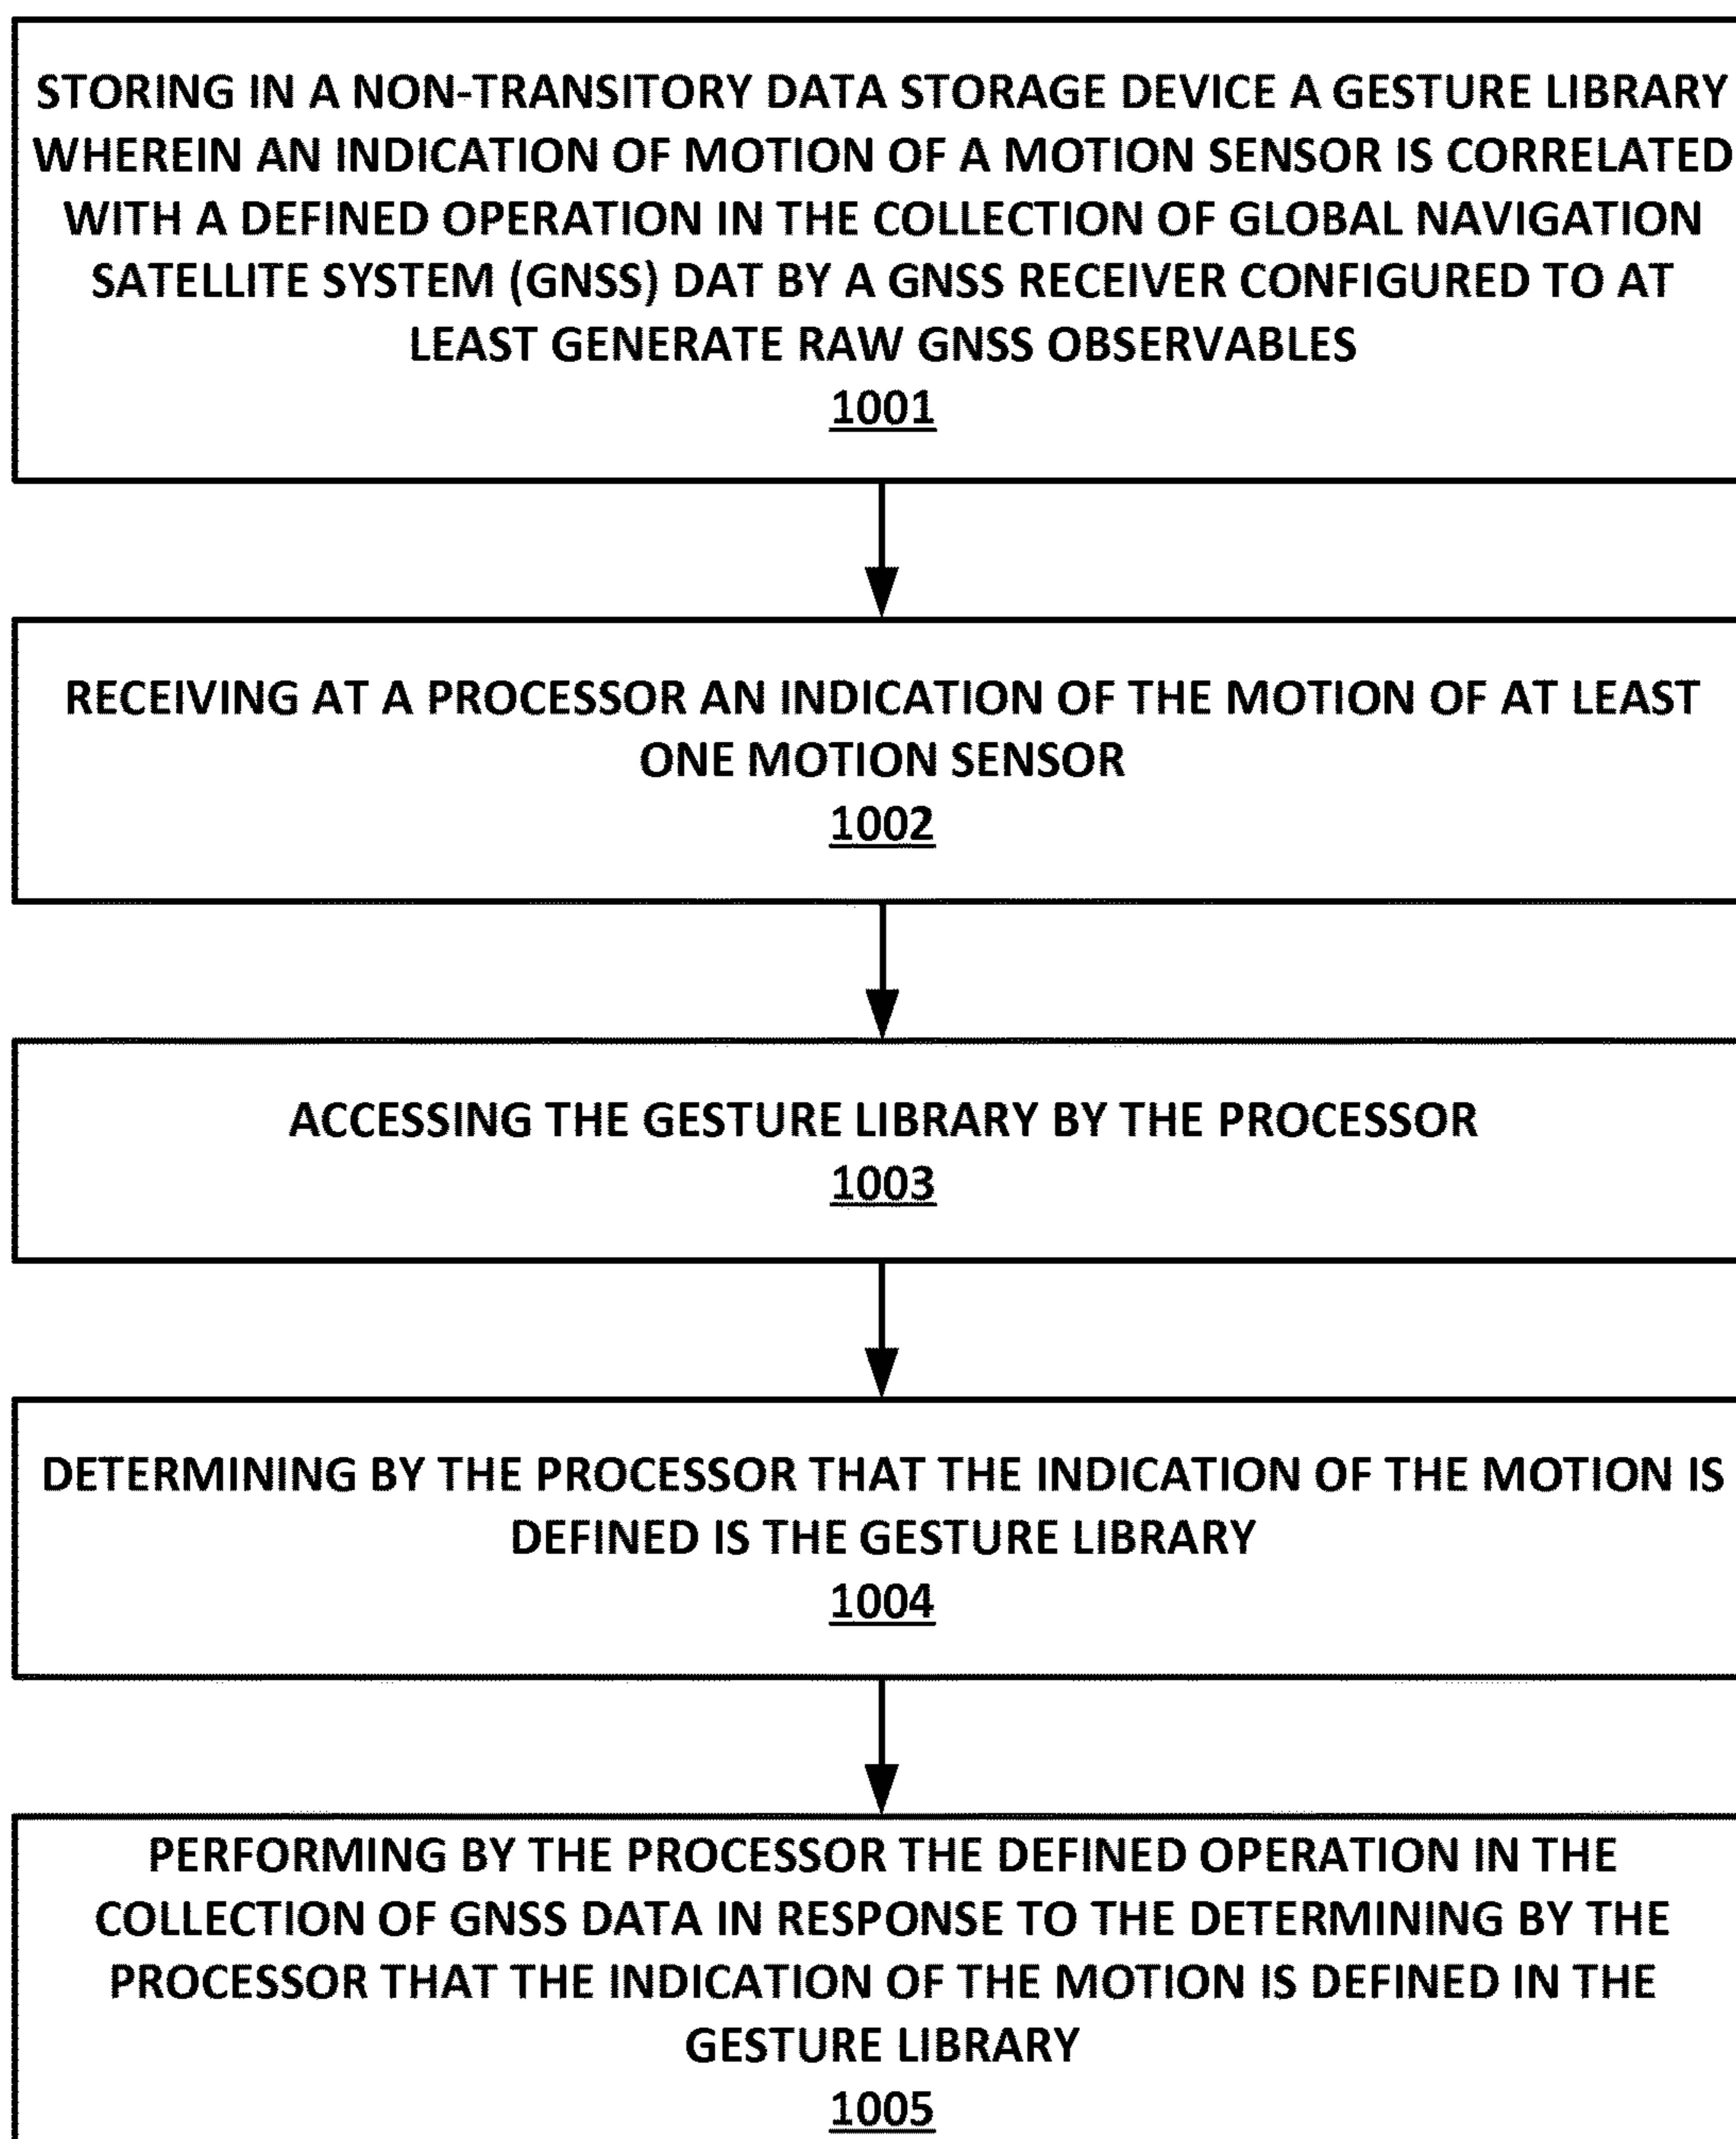 STORING IN A NON-TRANSITORY DATA STORAGE DEVICE A GESTURE LIBRARY
WHEREIN AN INDICATION OF MOTION OF A MOTION SENSOR IS CORRELATED
WITH A DEFINED OPERATION IN THE COLLECTION OF GLOBAL NAVIGATION
SATELLITE SYSTEM (GNSS) DAT BY A GNSS RECEIVER CONFIGURED TO AT
LEAST GENERATE RAW GNSS OBSERVABLES
1001
RECEIVING AT A PROCESSOR AN INDICATION OF THE MOTION OF AT LEAST
ONE MOTION SENSOR
1002
ACCESSING THE GESTURE LIBRARY BY THE PROCESSOR
1003
DETERMINING BY THE PROCESSOR THAT THE INDICATION OF THE MOTION IS
DEFINED IS THE GESTURE LIBRARY
1004
PERFORMING BY THE PROCESSOR THE DEFINED OPERATION IN THE
COLLECTION OF GNSS DATA IN RESPONSE TO THE DETERMINING BY THE
PROCESSOR THAT THE INDICATION OF THE MOTION IS DEFINED IN THE
GESTURE LIBRARY
1005